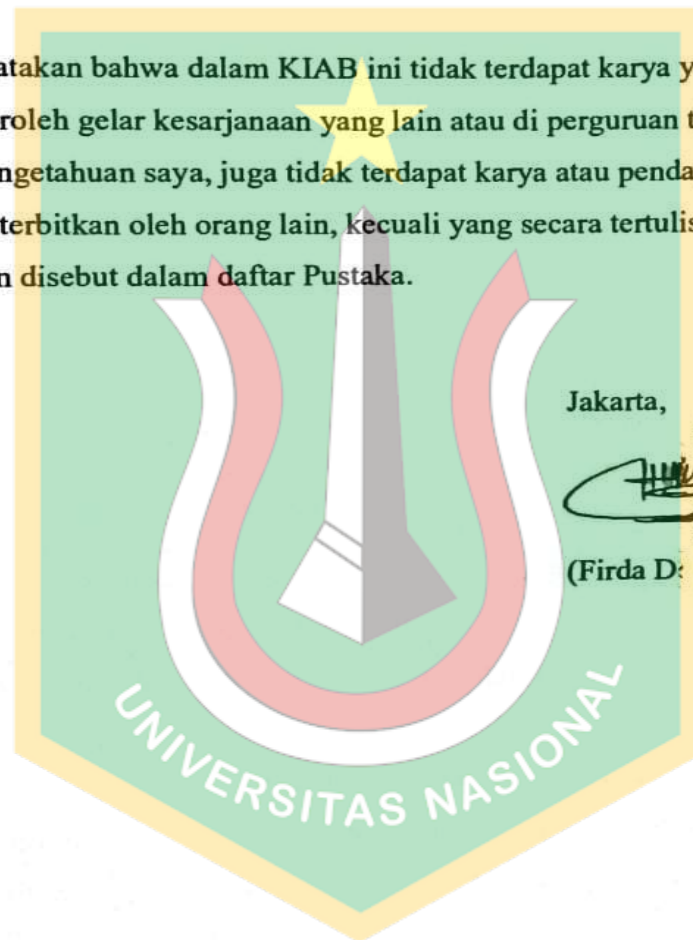 atakan bahwa dalam KIAB ini tidak terdapat karya y
roleh gelar kesarjanaan yang lain atau di perguruan t
ngetahuan saya, juga tidak terdapat karya atau penda
terbitkan oleh orang lain, kecuali yang secara tertulis
n disebut dalam daftar Pustaka.
Jakarta,
(Firda D
UNIVERSITAS NASIONAL